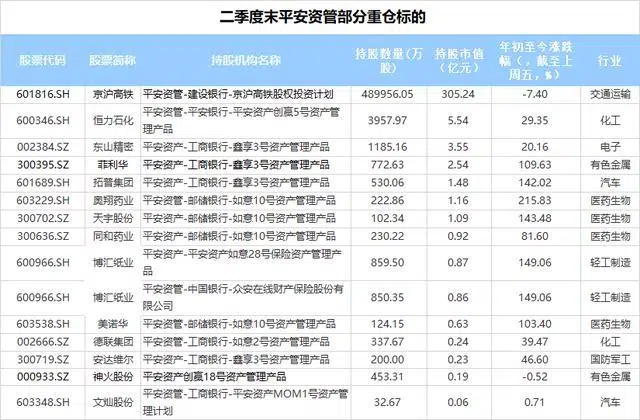 二季度末平安资管部分重仓标的
股票代码 股票简称 持股机构名称 持股数量(万股) 持股市值(亿元) 年初至今涨跌幅(,截至上周五,%) 行业
601816.SH 京沪高铁 平安资管-建设银行-京沪高铁股权投资计划 489956.05 305.24 -7.40 交通运输
600346.SH 恒力石化 平安资管-平安银行-平安资产创赢5号资产管理产品 3957.97 5.54 29.35 化工
002384.SZ 东山精密 平安资产-工商银行-鑫享3号资产管理产品 1185.16 3.55 20.16 电子
300395.SZ 菲利华 平安资产-工商银行-鑫享3号资产管理产品 772.63 2.54 109.63 有色金属
601689.SH 拓普集团 平安资产-工商银行-鑫享3号资产管理产品 530.06 1.48 142.02 汽车
603229.SH 奥翔药业 平安资管-邮储银行-如意10号资产管理产品 222.86 1.16 215.83 医药生物
300702.SZ 天宇股份 平安资管-邮储银行-如意10号资产管理产品 102.34 1.09 143.48 医药生物
300636.SZ 同和药业 平安资管-邮储银行-如意10号资产管理产品 230.22 0.92 81.60 医药生物
600966.SH 博汇纸业 平安资产-平安资产如意28号保险资产管理产品 859.50 0.87 149.06 轻工制造
600966.SH 博汇纸业 平安资管-中国银行-众安在线财产保险股份有限公司 850.35 0.86 149.06 轻工制造
603538.SH 美诺华 平安资管-邮储银行-如意10号资产管理产品 124.15 0.63 103.40 医药生物
002666.SZ 德联集团 平安资管-工商银行-如意2号资产管理产品 337.67 0.24 39.47 化工
300719.SZ 安达维尔 平安资产-工商银行-鑫享3号资产管理产品 200.00 0.23 46.60 国防军工
000933.SZ 神火股份 平安资产创赢18号资产管理产品 453.31 0.19 -0.52 有色金属
603348.SH 文灿股份 平安资管-工商银行-平安资产MOM1号资产管理计划 32.67 0.06 0.71 汽车